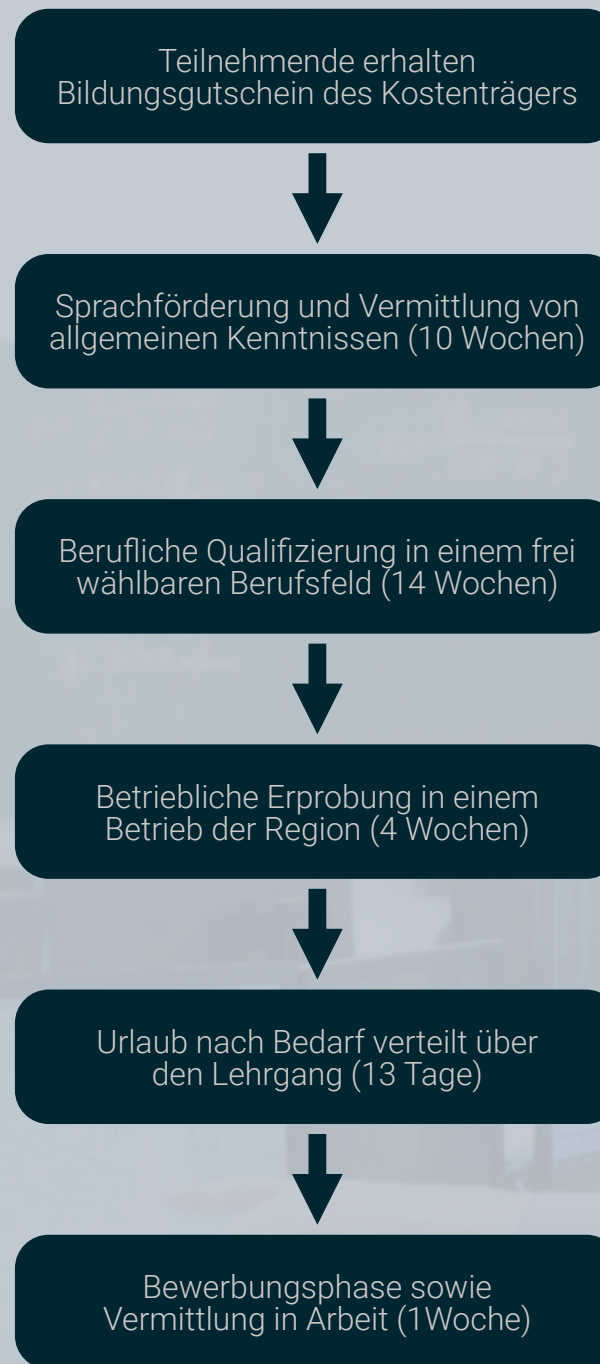 Teilnehmende erhalten
Bildungsgutschein des Kostenträgers
Sprachförderung und Vermittlung von
allgemeinen Kenntnissen (10 Wochen)
Berufliche Qualifizierung in einem frei
wählbaren Berufsfeld (14 Wochen)
Betriebliche Erprobung in einem
Betrieb der Region (4 Wochen)
Urlaub nach Bedarf verteilt über
den Lehrgang (13 Tage)
Bewerbungsphase sowie
Vermittlung in Arbeit (1Woche)